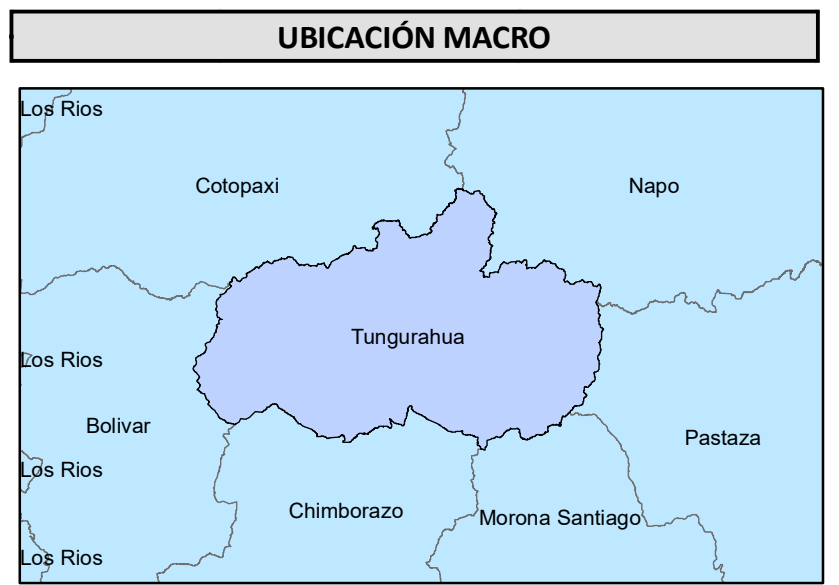 UBICACIÓN MACRO
Los Rios
Cotopaxi
Napo
Tungurahua
Los Rios
Bolivar
Pastaza
Los Rios
Chimborazo
Morona Santiago
Los Rios